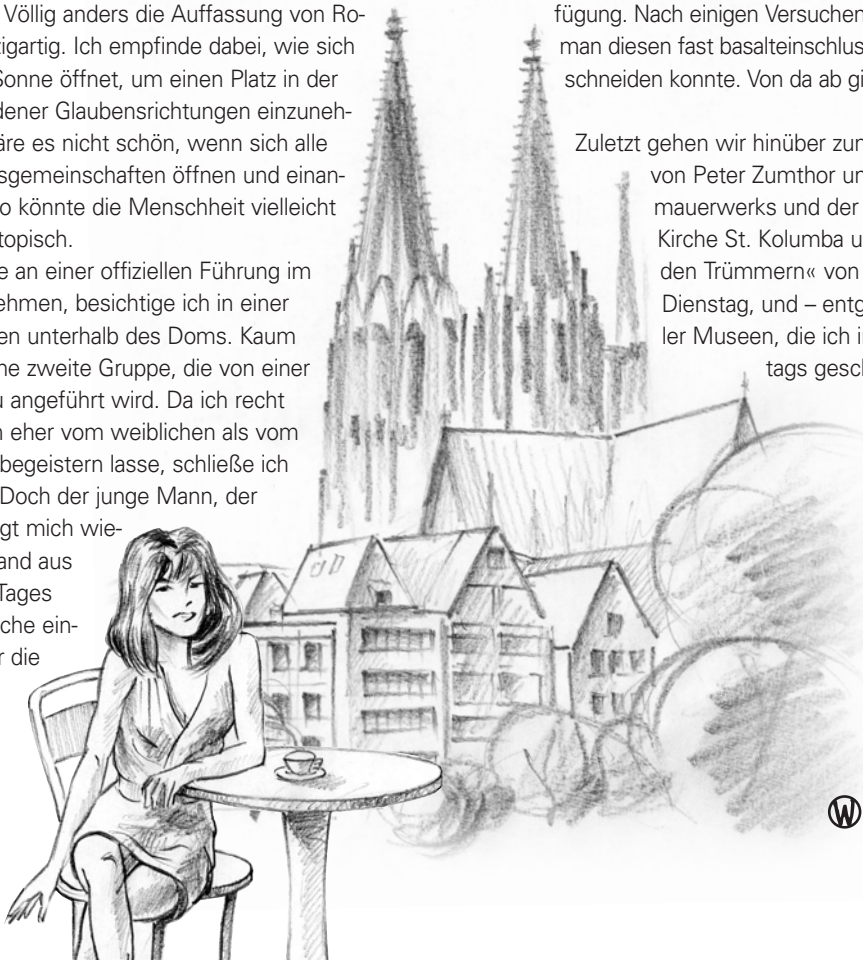 Völlig anders die Auffassung von Ro-
zigartig. Ich empfinde dabei, wie sich
Sonne öffnet, um einen Platz in der
dener Glaubensrichtungen einzuneh-
äre es nicht schön, wenn sich alle
sgemeinschaften öffnen und einan-
o könnte die Menschheit vielleicht
topisch.
e an einer offiziellen Führung im
ehmen, besichtige ich in einer
en unterhalb des Doms. Kaum
ne zweite Gruppe, die von einer
u angeführt wird. Da ich recht
n eher vom weiblichen als vom
begeistern lasse, schließe ich
Doch der junge Mann, der
gt mich wie-
and aus
Tages
che ein-
r die
fügung. Nach einigen Versuchen
man diesen fast basalteinschlus
schneiden konnte. Von da ab gi
Zuletzt gehen wir hinüber zur
von Peter Zumthor un
mauerwerks und der
Kirche St. Kolumba u
den Trümmern« von
Dienstag, und – entg
ler Museen, die ich i
tags gesch
W